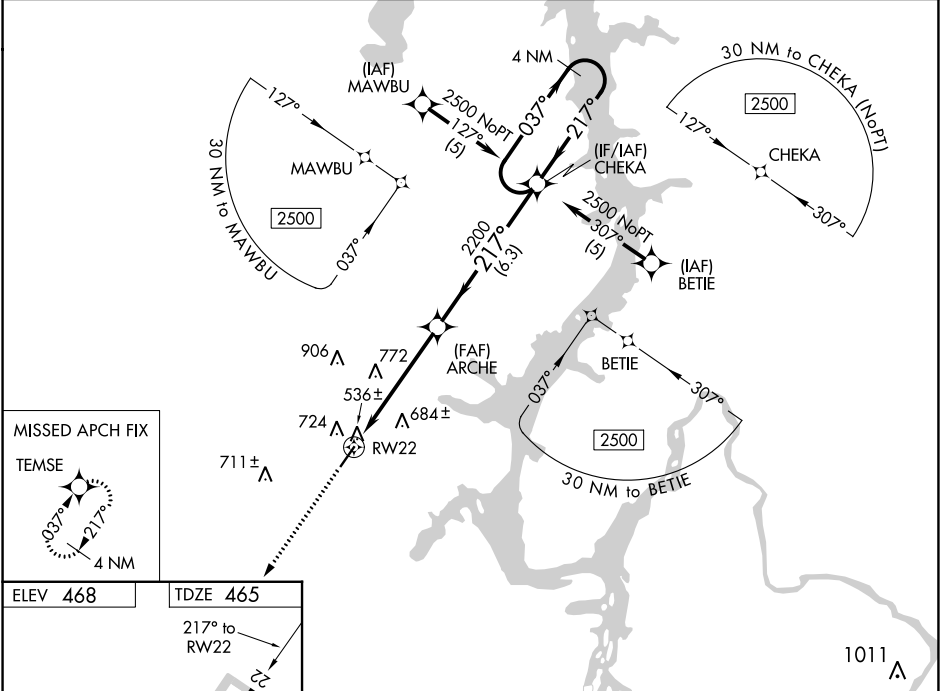 (IAF)
MAWBU
2500 NoPT
127°
(5)
4 NM
037°
217°
(IF/IAF)
CHEKA
30 NM to CHEKA (NoPT)
2500
127°
CHEKA
307°
127°
MAWBU
2500
037°
30 NM to MAWBU
2500 NoPT
307°
(5)
(IAF)
BETIE
2200
217°
(6.3)
(FAF)
ARCHE
BETIE
037°
307°
2500
30 NM to BETIE
906
772
536±
724
684±
RW22
711±
MISSED APCH FIX
TEMSE
037°
217°
4 NM
ELEV 468
TDZE 465
217° to
RW22
22
1011